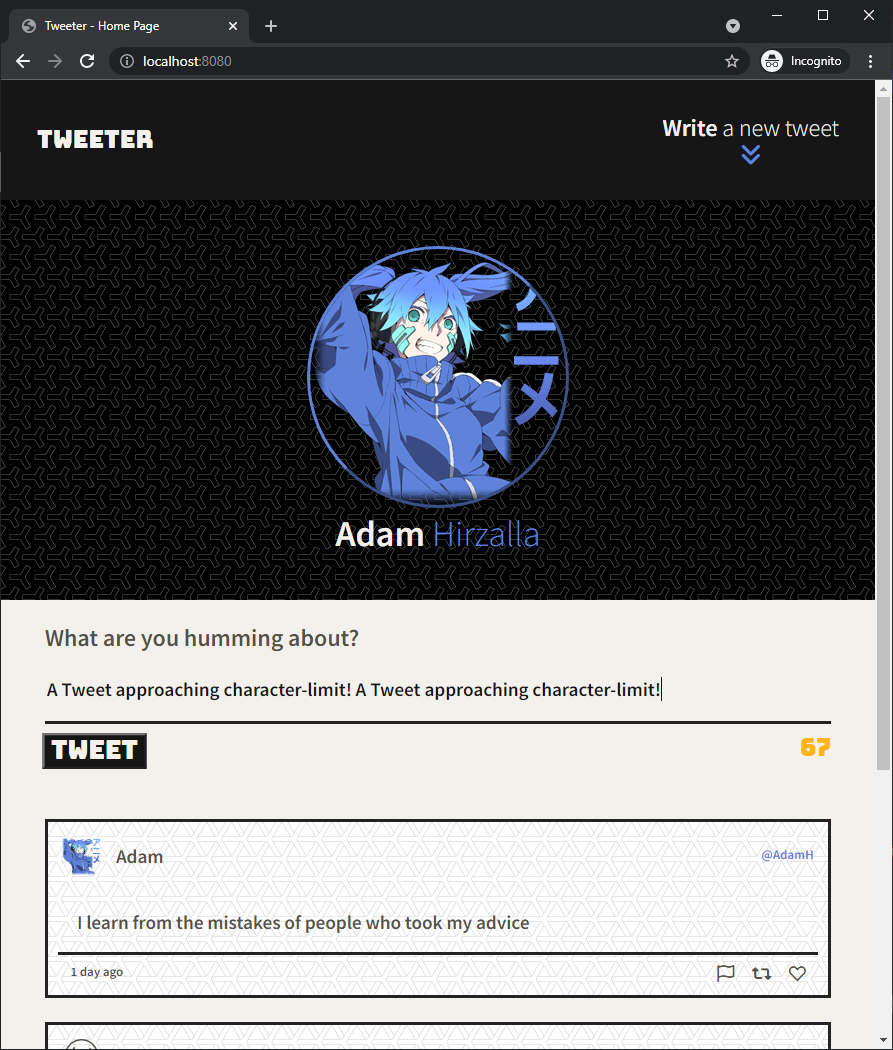 Tweeter - Home Page
localhost:8080
Incognito
TWEETER
Write a new tweet
アニメ
Adam Hirzalla
What are you humming about?
A Tweet approaching character-limit! A Tweet approaching character-limit!
TWEET
67
Adam
@AdamH
I learn from the mistakes of people who took my advice
1 day ago